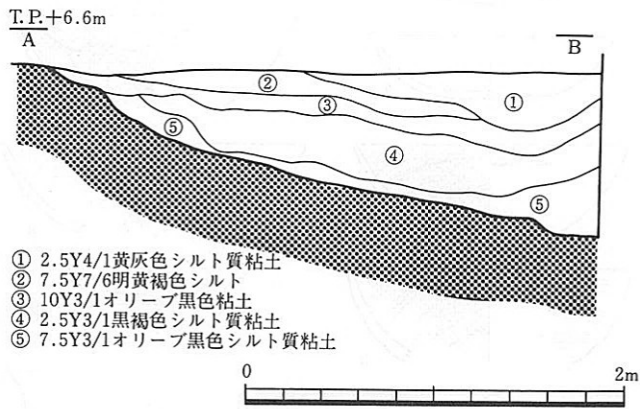 T.P.+6.6m
A B
②
①
③
⑤
④
⑤
① 2.5Y4/1黄灰色シルト質粘土
② 7.5Y7/6明黄褐色シルト
③ 10Y3/1オリーブ黒色粘土
④ 2.5Y3/1黒褐色シルト質粘土
⑤ 7.5Y3/1オリーブ黒色シルト質粘土
0 2m